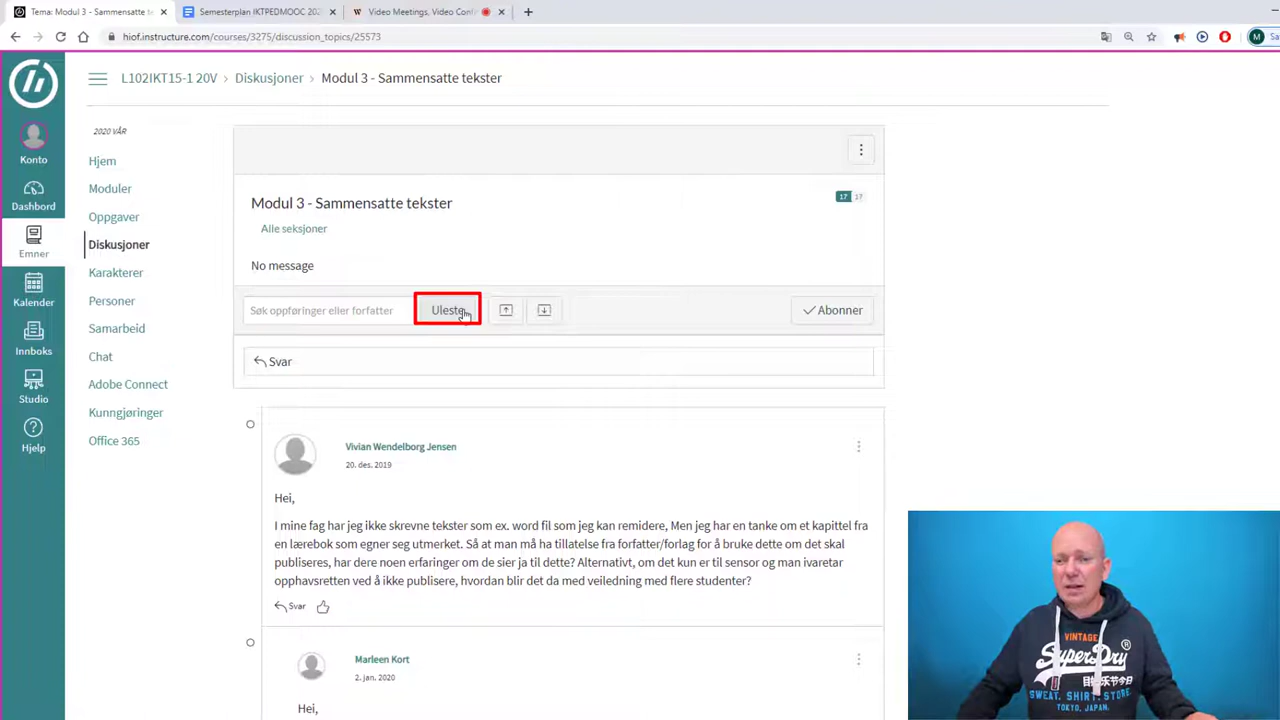 Tema: Modul 3 - Sammensatte te
Semesterplan IKTPEDMOOC 202
Video Meetings, Video Conf
hiof.instructure.com/courses/3275/discussion_topics/25573
M
L102IKT15-1 20V > Diskusjoner > Modul 3 - Sammensatte tekster
Konto
Dashbord
Emner
Kalender
Innboks
Studio
Hjelp
2020 VÅR
Hjem
Moduler
Oppgaver
Diskusjoner
Karakterer
Personer
Samarbeid
Chat
Adobe Connect
Kunngjøringer
Office 365
Modul 3 - Sammensatte tekster
17 17
Alle seksjoner
No message
Søk oppføringer eller forfatter
Uleste
Abonner
Svar
Vivian Wendelborg Jensen
20. des. 2019
Hei,
I mine fag har jeg ikke skrevne tekster som ex. word fil som jeg kan remidere, Men jeg har en tanke om et kapittel fra
en lærebok som egner seg utmerket. Så at man må ha tillatelse fra forfatter/forlag for å bruke dette om det skal
publiseres, har dere noen erfaringer om de sier ja til dette? Alternativt, om det kun er til sensor og man ivaretar
opphavsretten ved å ikke publisere, hvordan blir det da med veiledning med flere studenter?
Svar
Marleen Kort
2. jan. 2020
Hei,
VINTAGE
SUPERDRY®
SWEAT. SHIRT. STORE
TOKYO, JAPAN.